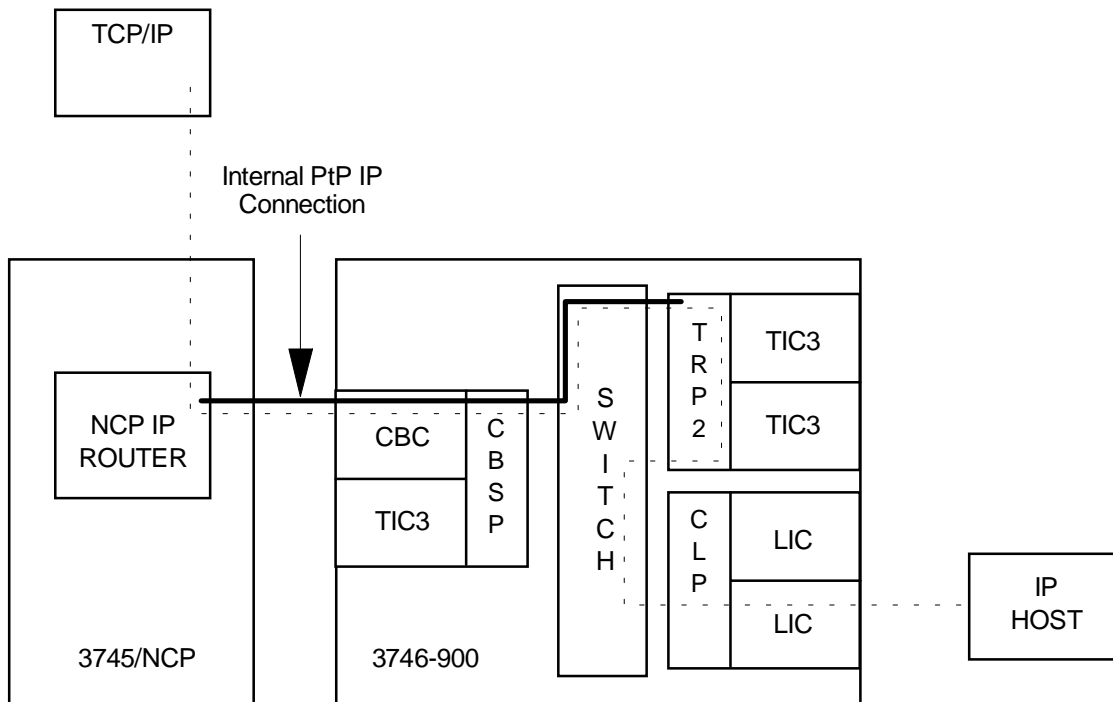 TCP/IP
Internal PtP IP
Connection
NCP IP
ROUTER
3745/NCP
CBC
TIC3
C
B
S
P
3746-900
S
W
I
T
C
H
T
R
P
2
TIC3
TIC3
C
L
P
LIC
LIC
IP
HOST